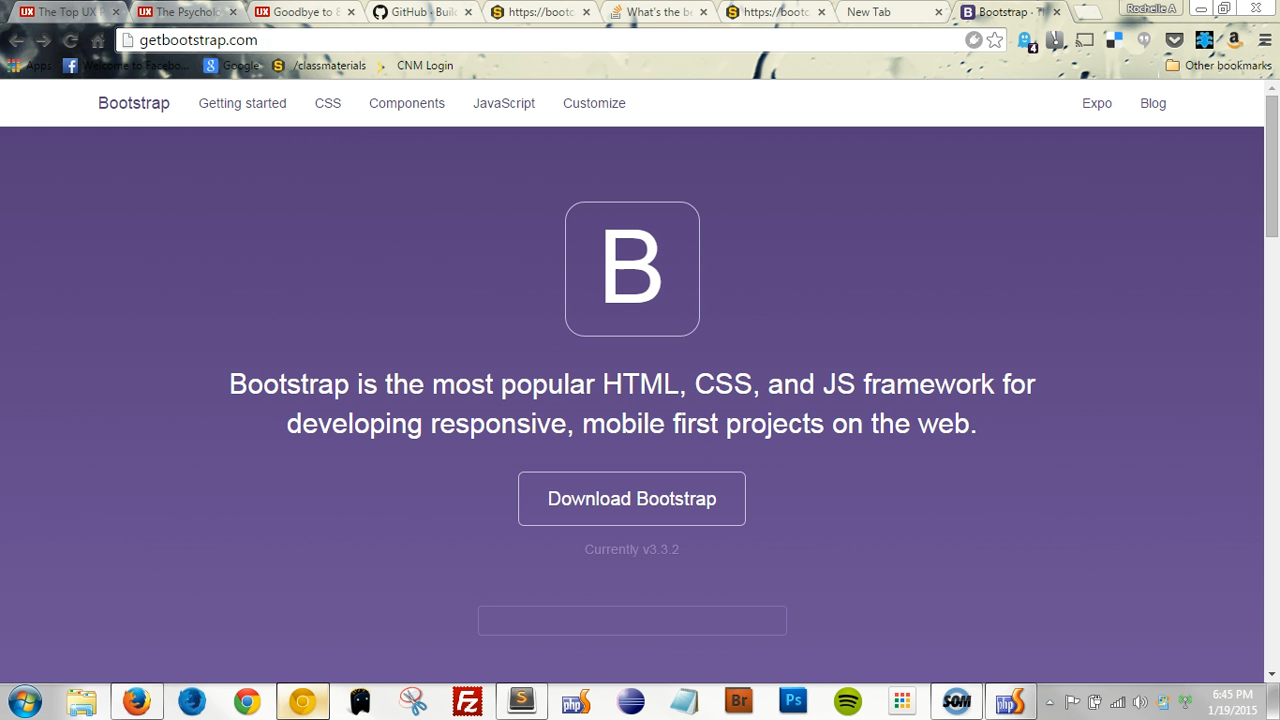 The Top UX
The Psychol
Goodbye to
GitHub · Buil
https://bootc
What's the b
https://bootc
New Tab
Bootstrap · T
Rochelle A
getbootstrap.com
4
Apps
Welcome to Facebo...
Google
/classmaterials
CNM Login
Other bookmarks
Bootstrap
Getting started
CSS
Components
JavaScript
Customize
Expo
Blog
B
Bootstrap is the most popular HTML, CSS, and JS framework for
developing responsive, mobile first projects on the web.
Download Bootstrap
Currently v3.3.2
6:45 PM
1/19/2015